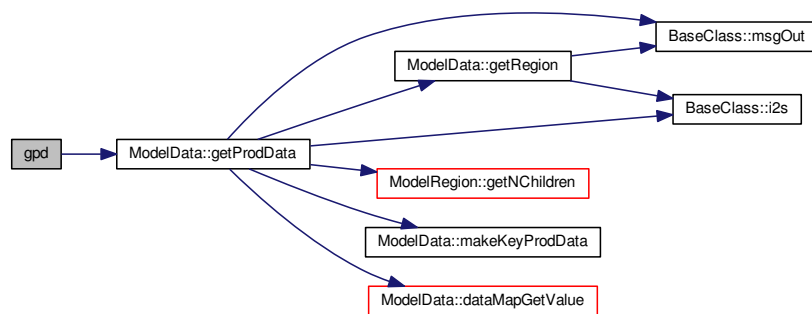 gpd
ModelData::getProdData
BaseClass::msgOut
ModelData::getRegion
BaseClass::i2s
ModelRegion::getNChildren
ModelData::makeKeyProdData
ModelData::dataMapGetValue